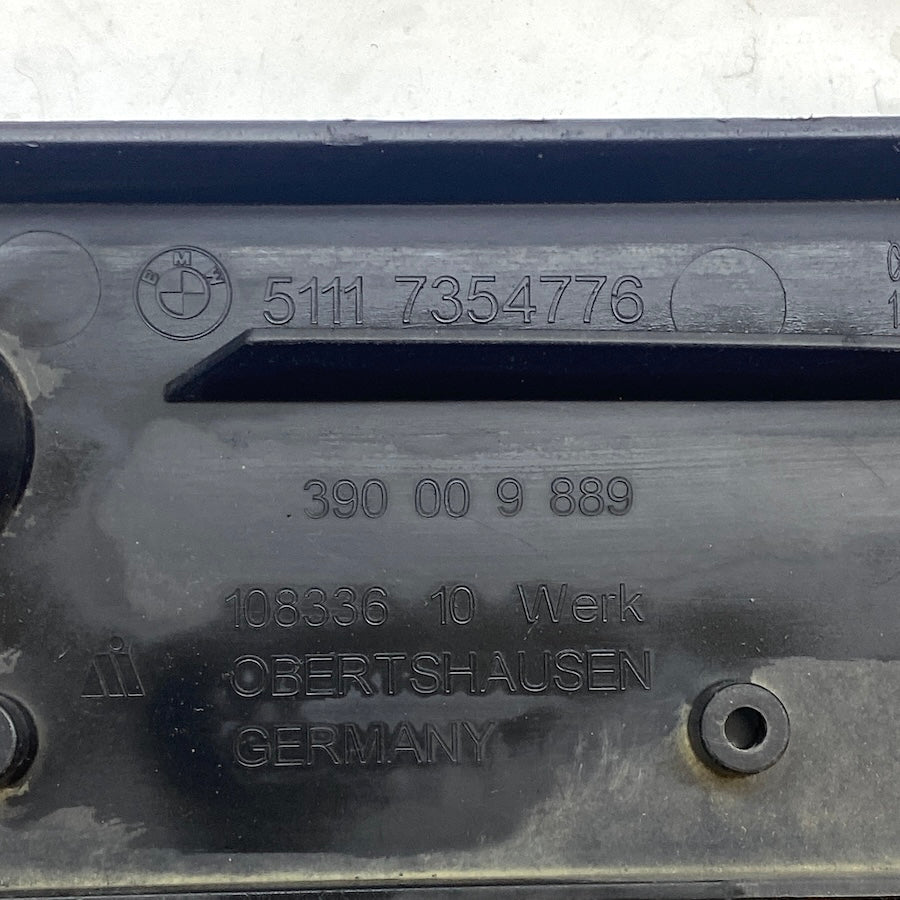 BMW 5111 7354776
390 00 9 889
108336 10 Werk
OBERTSHAUSEN
GERMANY